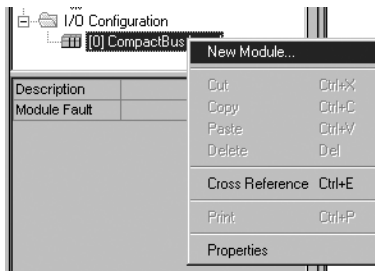 I/O Configuration
[0] CompactBus
New Module...
Cut Ctrl+X
Copy Ctrl+C
Paste Ctrl+V
Delete Del
Cross Reference Ctrl+E
Print Ctrl+P
Properties
Description
Module Fault